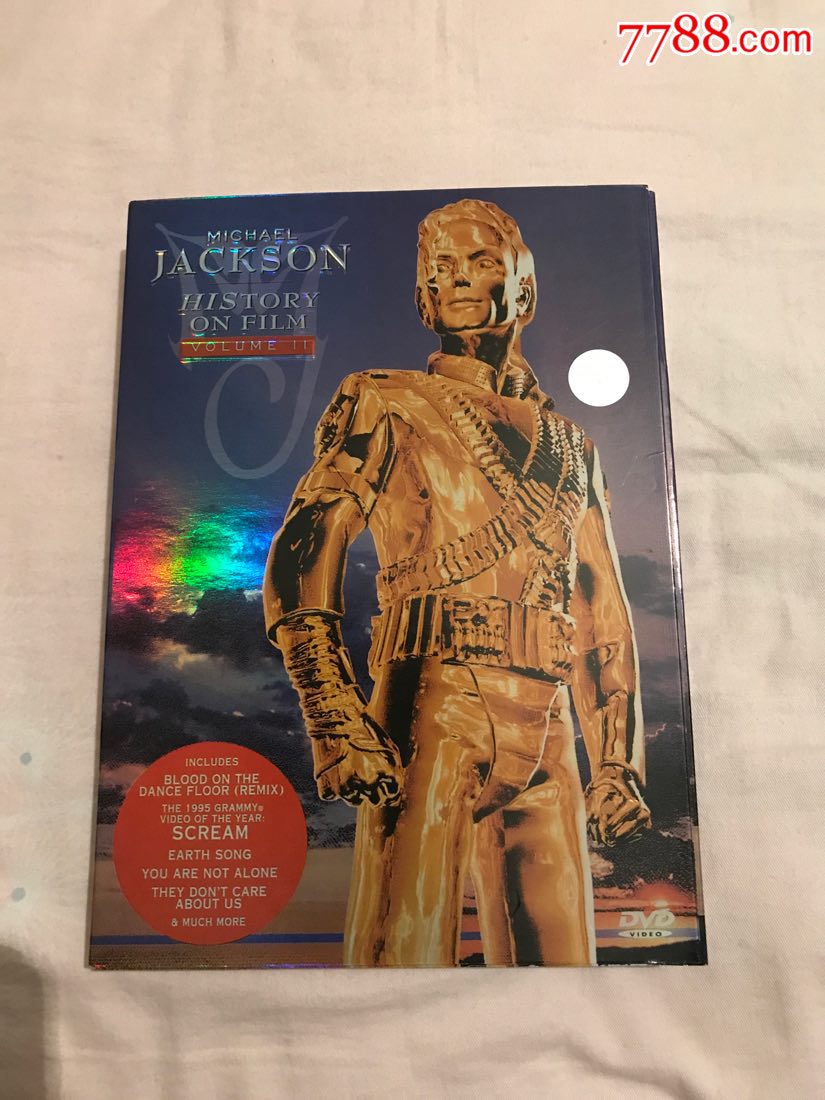 7788.com
MICHAEL
JACKSON
HISTORY
ON FILM
VOLUME II
INCLUDES
BLOOD ON THE
DANCE FLOOR (REMIX)
THE 1995 GRAMMY®
VIDEO OF THE YEAR:
SCREAM
EARTH SONG
YOU ARE NOT ALONE
THEY DON'T CARE
ABOUT US
& MUCH MORE
DVD
VIDEO